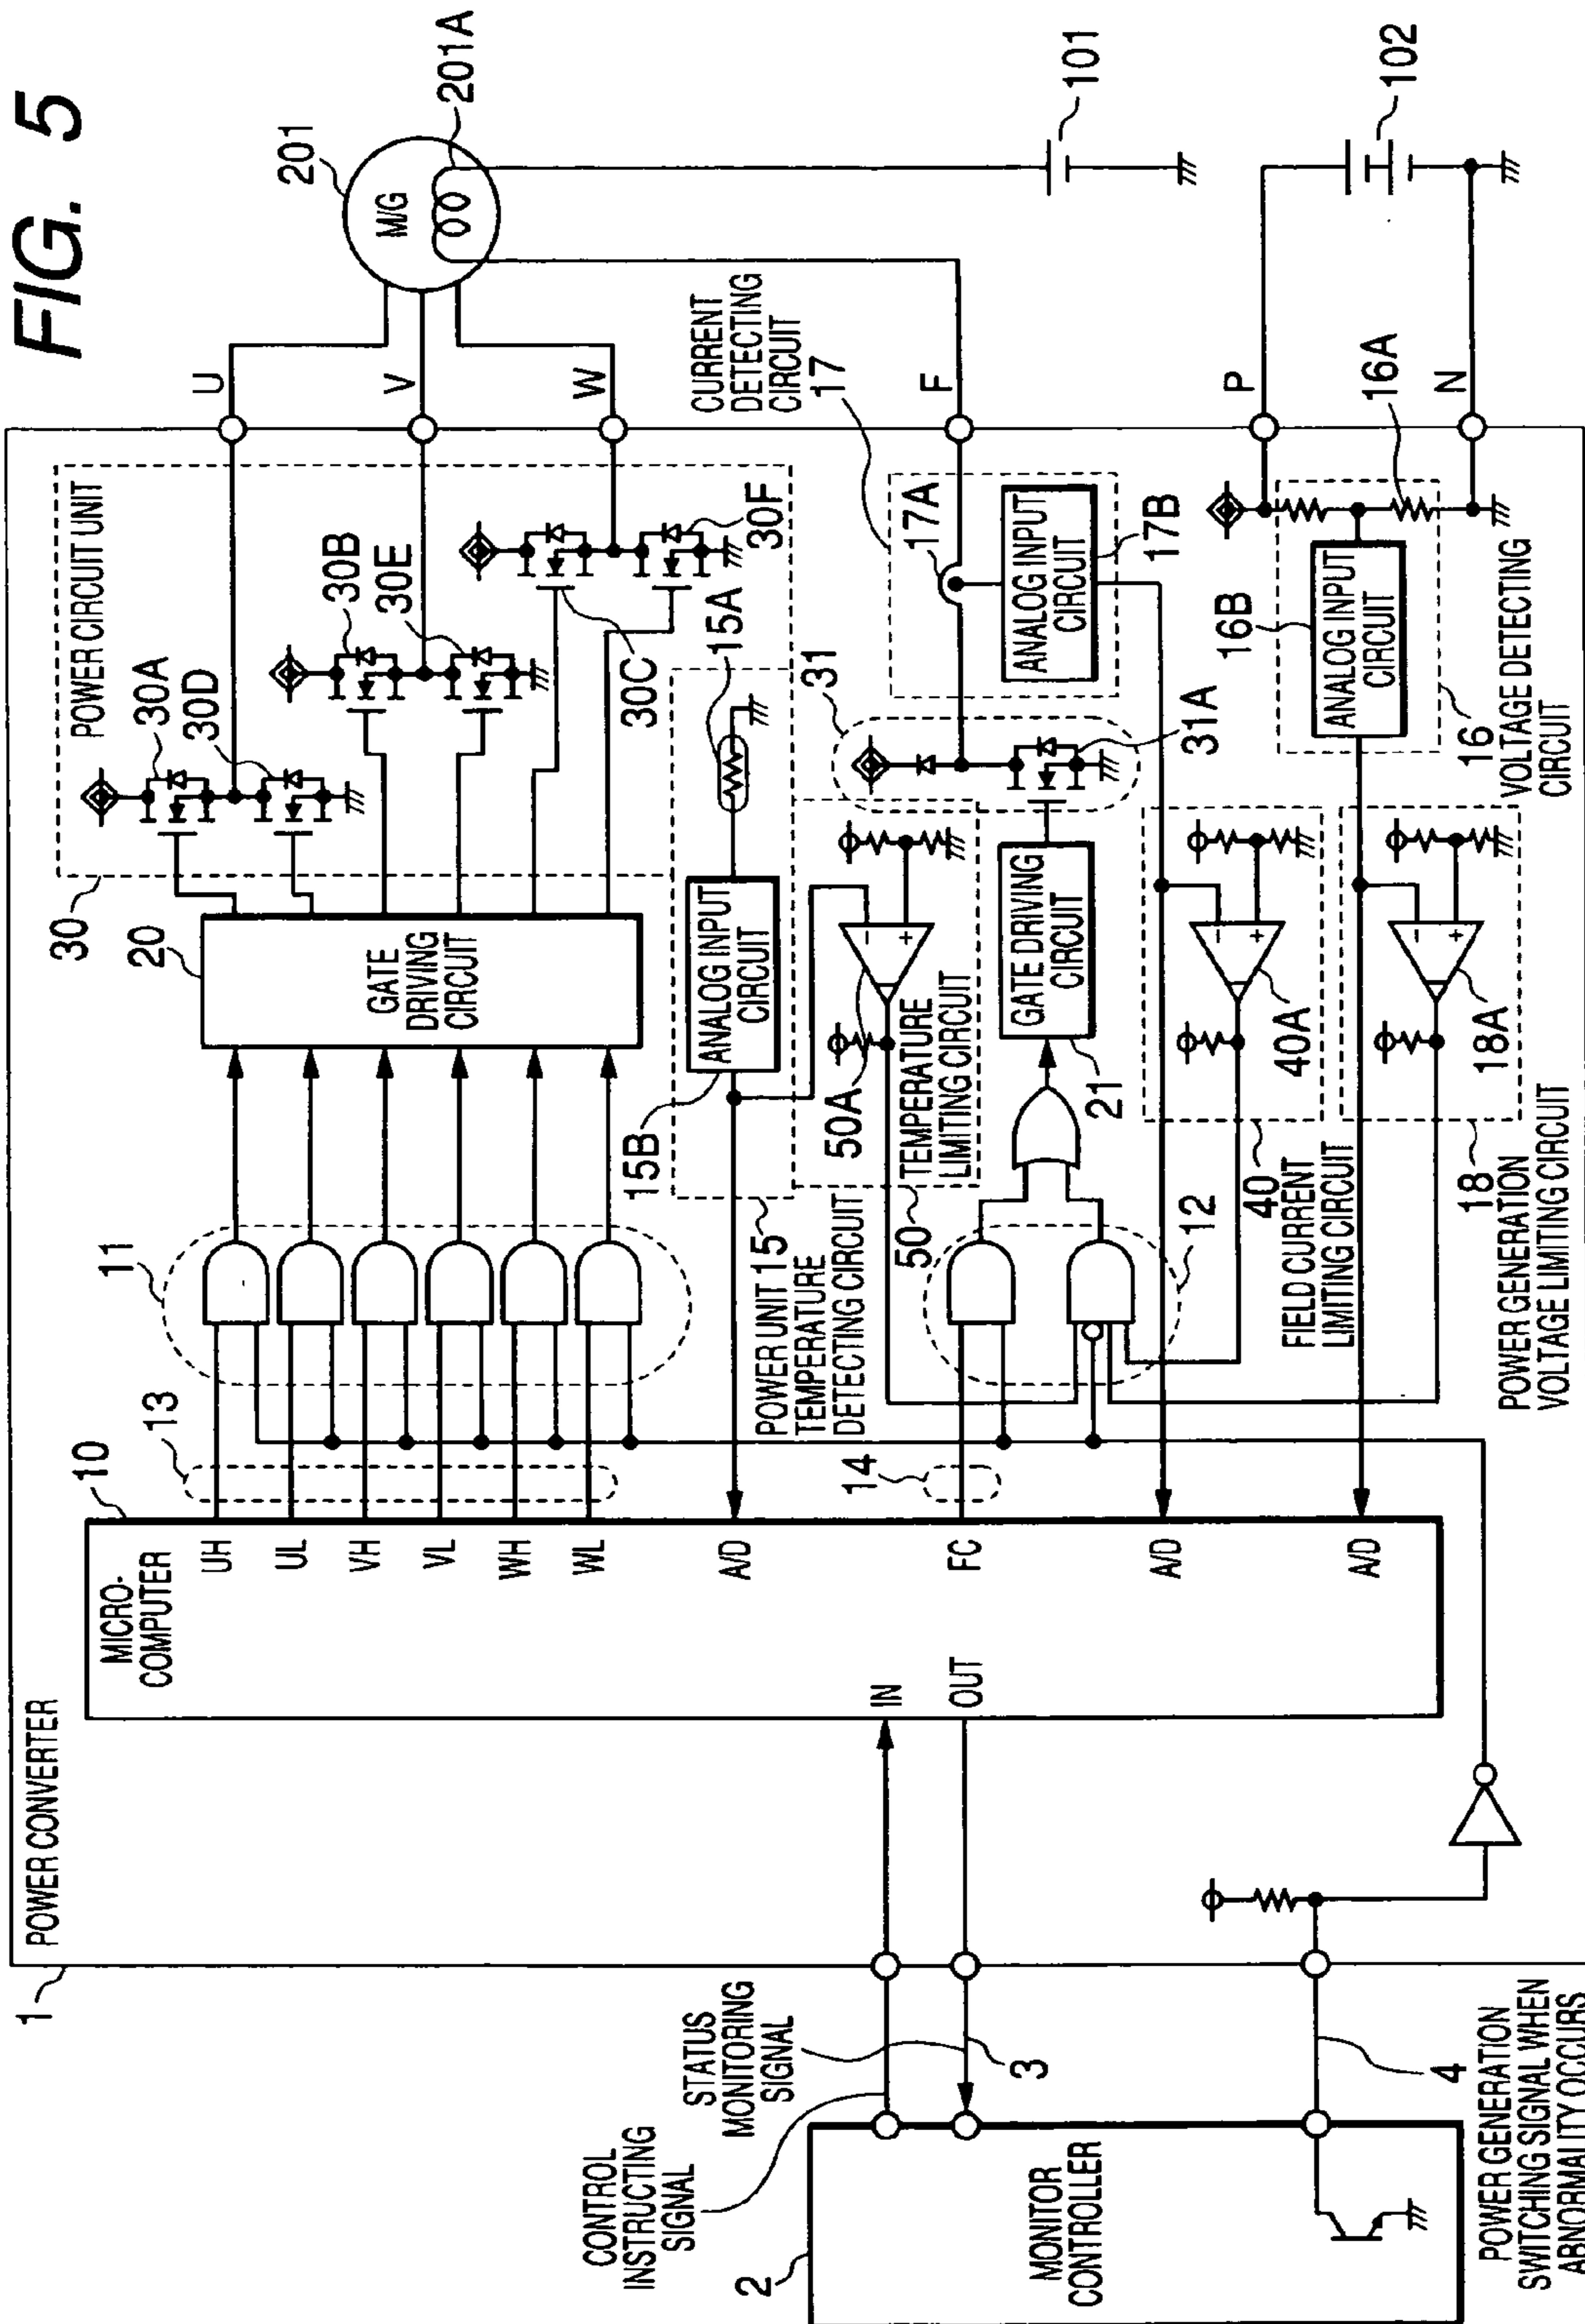 FIG. 5
1
POWER CONVERTER
10
MICRO-
COMPUTER
UH
UL
VH
VL
WH
WL
A/D
FC
A/D
A/D
IN
OUT
13
11
14
12
20
GATE
DRIVING
CIRCUIT
30
POWER CIRCUIT UNIT
30A
30D
30B
30E
30C
30F
U
V
W
201
M/G
201A
101
102
15A
15B
ANALOG INPUT
CIRCUIT
POWER UNIT 15
TEMPERATURE
DETECTING CIRCUIT
50A
50
TEMPERATURE
LIMITING CIRCUIT
-
+
GATE DRIVING
CIRCUIT
21
31
31A
CURRENT
DETECTING
CIRCUIT
17
17A
ANALOG INPUT
CIRCUIT
17B
F
P
N
16A
16B
ANALOG INPUT
CIRCUIT
16
VOLTAGE DETECTING
CIRCUIT
-
+
40A
40
FIELD CURRENT
LIMITING CIRCUIT
-
+
18A
18
POWER GENERATION
VOLTAGE LIMITING CIRCUIT
CONTROL
INSTRUCTING
SIGNAL
STATUS
MONITORING
SIGNAL
3
2
MONITOR
CONTROLLER
4
POWER GENERATION
SWITCHING SIGNAL WHEN
ABNORMALITY OCCURS